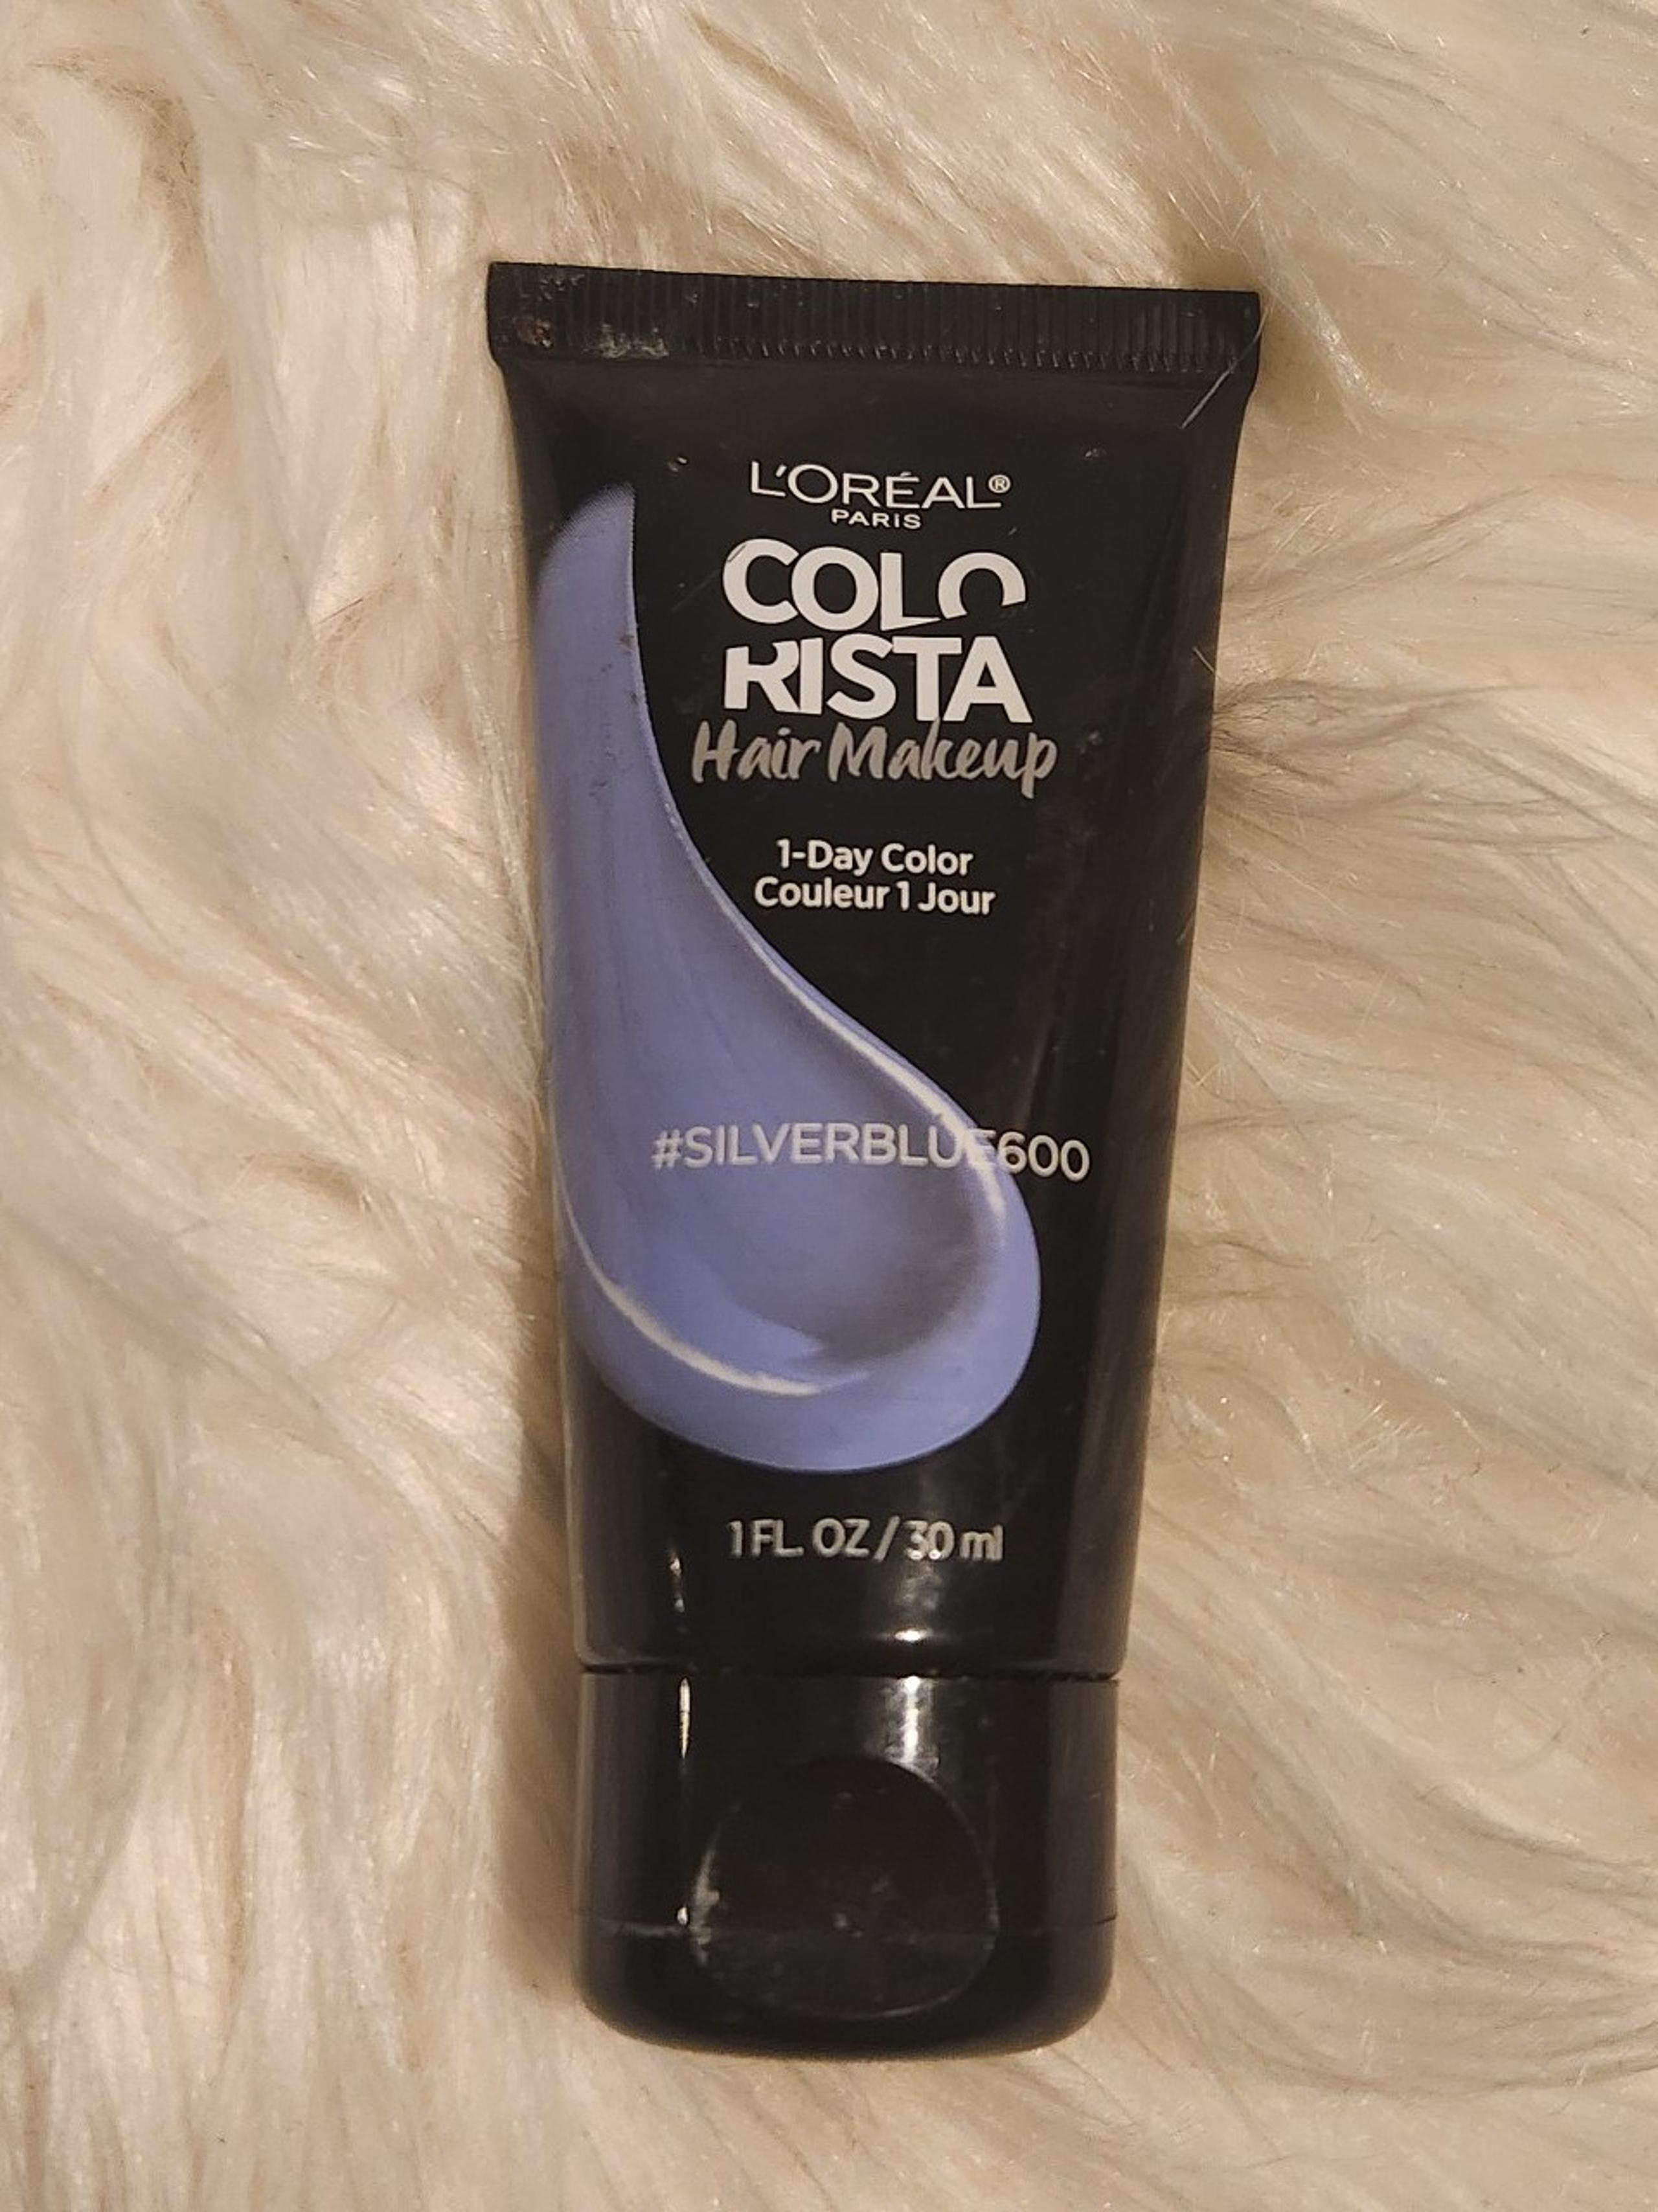 L'ORÉAL®
PARIS
COLO
RISTA
Hair Makeup
1-Day Color
Couleur 1 Jour
#SILVERBLUE600
1 FL. OZ / 30 ml